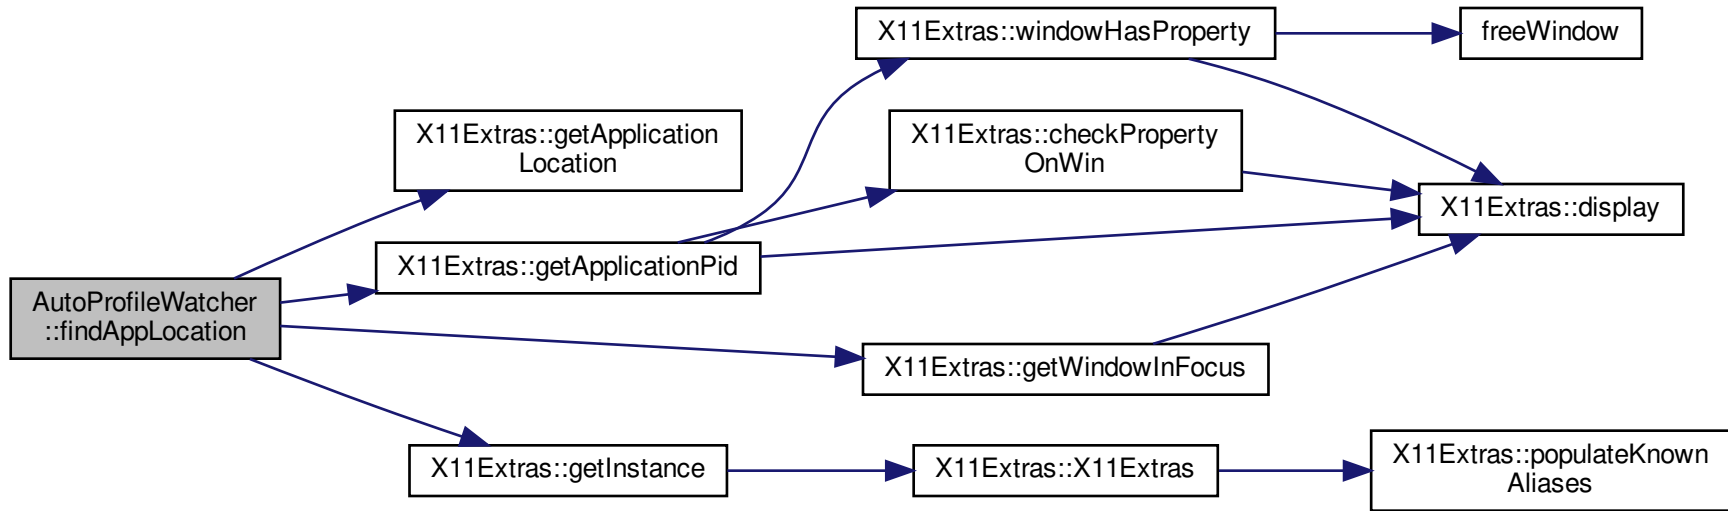 X11Extras::windowHasProperty
freeWindow
X11Extras::getApplication
Location
X11Extras::checkProperty
OnWin
X11Extras::display
X11Extras::getApplicationPid
AutoProfileWatcher
::findAppLocation
X11Extras::getWindowInFocus
X11Extras::getInstance
X11Extras::X11Extras
X11Extras::populateKnown
Aliases